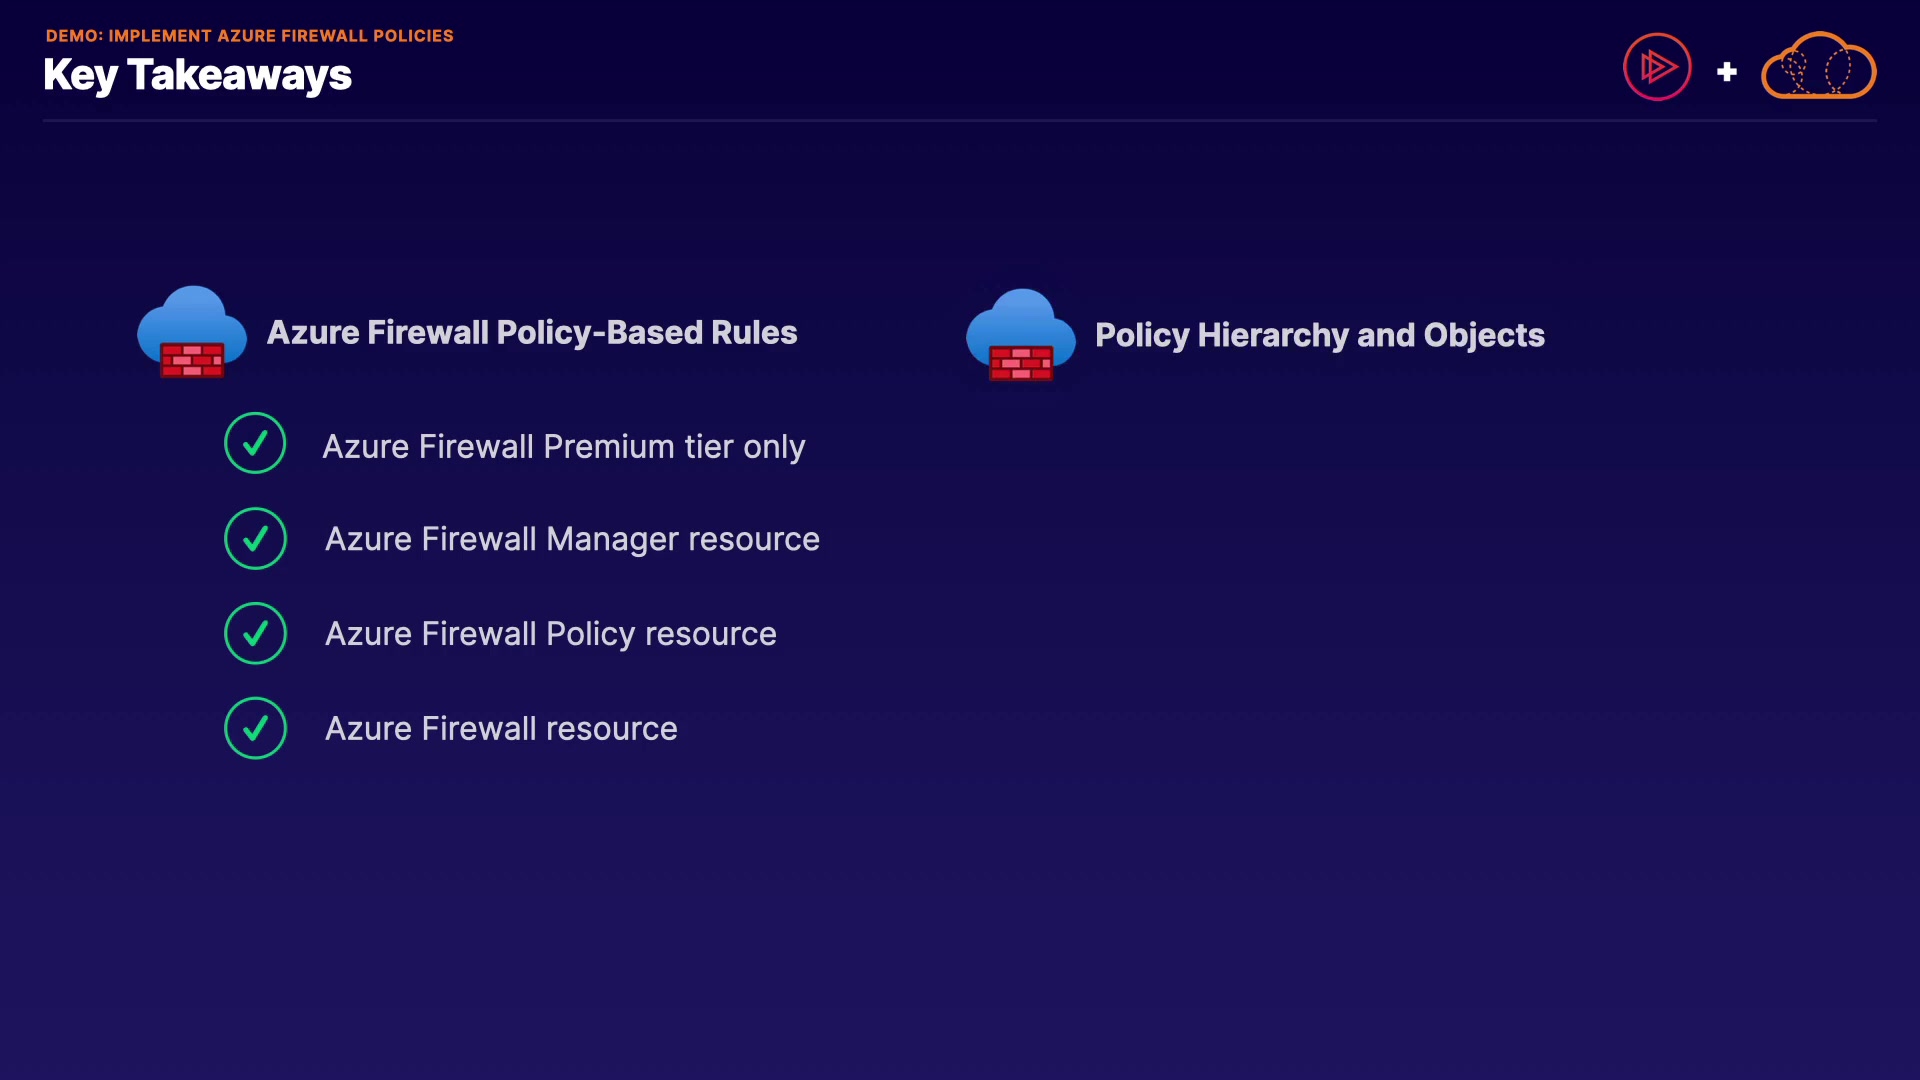 DEMO: IMPLEMENT AZURE FIREWALL POLICIES
Key Takeaways
+
Azure Firewall Policy-Based Rules
Azure Firewall Premium tier only
Azure Firewall Manager resource
Azure Firewall Policy resource
Azure Firewall resource
Policy Hierarchy and Objects